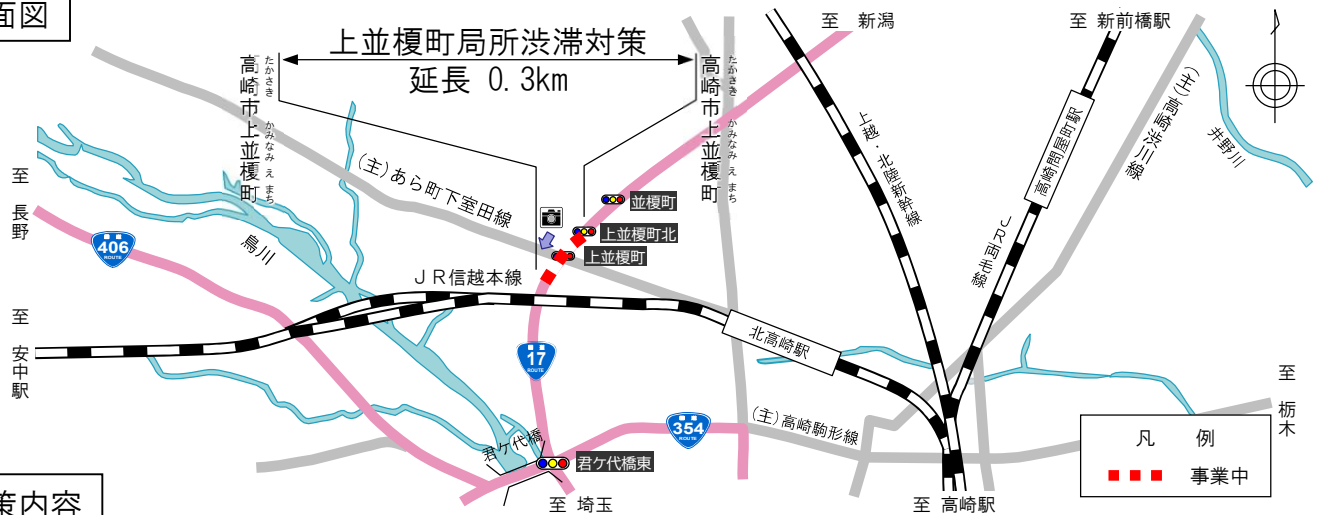 面図
上並榎町局所渋滞対策
延長 0.3km
高崎市上並榎町
たかさき かみなみ え まち
高崎市上並榎町
たかさき かみなみ え まち
至 新潟
至 新前橋駅
(主)高崎渋川線
井野川
高崎問屋町駅
上越・北陸新幹線
JR両毛線
至 長野
406
ROUTE
烏川
(主)あら町下室田線
並榎町
上並榎町北
上並榎町
JR信越本線
至 安中駅
17
ROUTE
北高崎駅
354
ROUTE
(主)高崎駒形線
至 栃木
君ケ代橋
君ケ代橋東
至 埼玉
至 高崎駅
凡 例
事業中
策内容